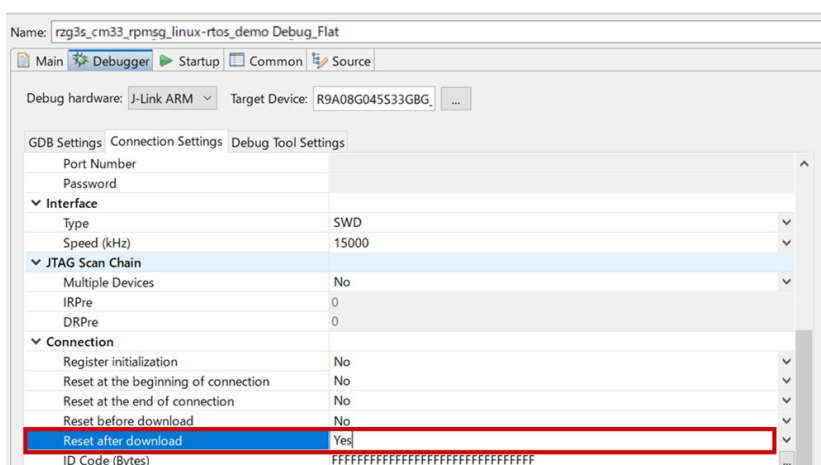 Name: rzg3s_cm33_rpmsg_linux-rtos_demo Debug_Flat
Main Debugger Startup Common Source
Debug hardware: J-Link ARM Target Device: R9A08G045S33GBG_ ...
GDB Settings Connection Settings Debug Tool Settings
Port Number
Password
Interface
Type SWD
Speed (kHz) 15000
JTAG Scan Chain
Multiple Devices No
IRPre 0
DRPre 0
Connection
Register initialization No
Reset at the beginning of connection No
Reset at the end of connection No
Reset before download No
Reset after download Yes
ID Code (Bytes) FFFFFFFFFFFFFFFFFFFFFFFFFFFFFFFF ...